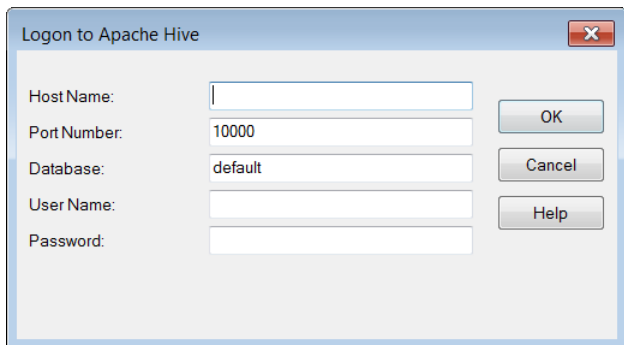 Logon to Apache Hive
Host Name:
Port Number: 10000
Database: default
User Name:
Password:
OK
Cancel
Help